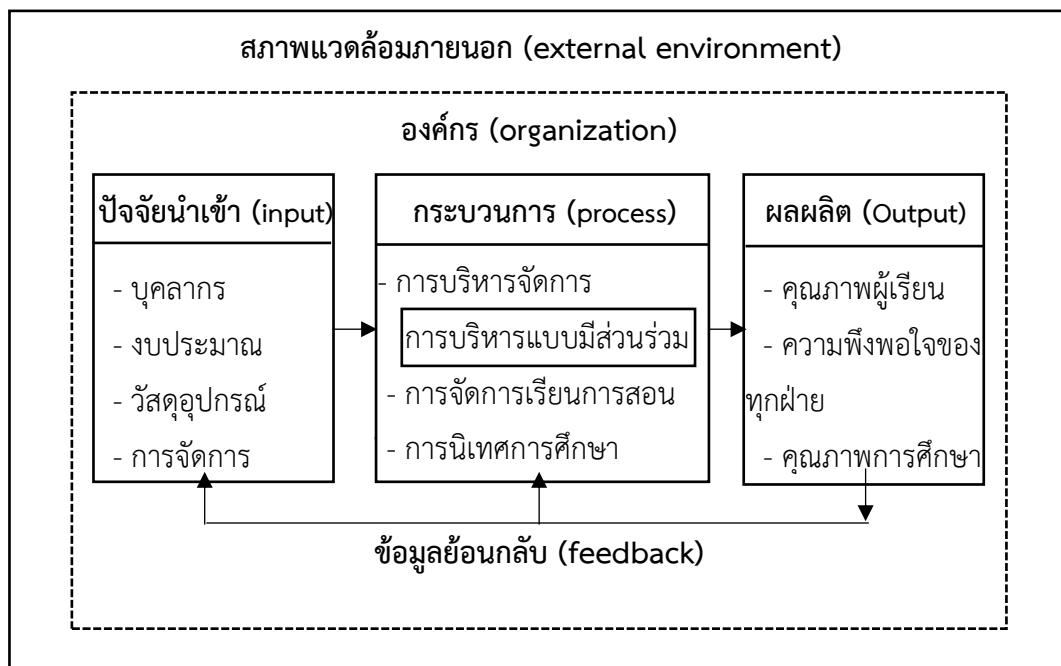 สภาพแวดล้อมภายนอก (external environment)
องค์กร (organization)
ปัจจัยนำเข้า (input)
- บุคลากร
- งบประมาณ
- วัสดุอุปกรณ์
- การจัดการ
กระบวนการ (process)
- การบริหารจัดการ
การบริหารแบบมีส่วนร่วม
- การจัดการเรียนการสอน
- การนิเทศการศึกษา
ผลผลิต (Output)
- คุณภาพผู้เรียน
- ความพึงพอใจของ
ทุกฝ่าย
- คุณภาพการศึกษา
ข้อมูลย้อนกลับ (feedback)